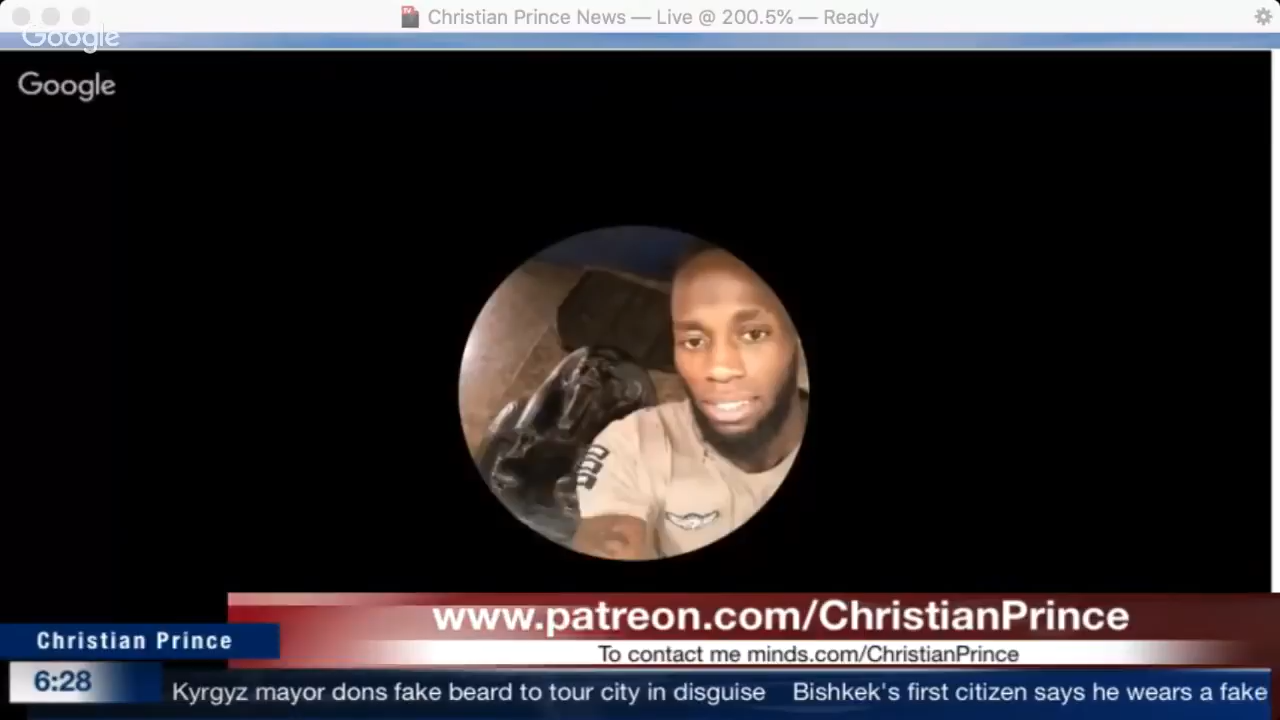 Christian Prince News — Live @ 200.5% — Ready
Google
Google
www.patreon.com/ChristianPrince
Christian Prince
To contact me minds.com/ChristianPrince
6:28
Kyrgyz mayor dons fake beard to tour city in disguise Bishkek's first citizen says he wears a fake